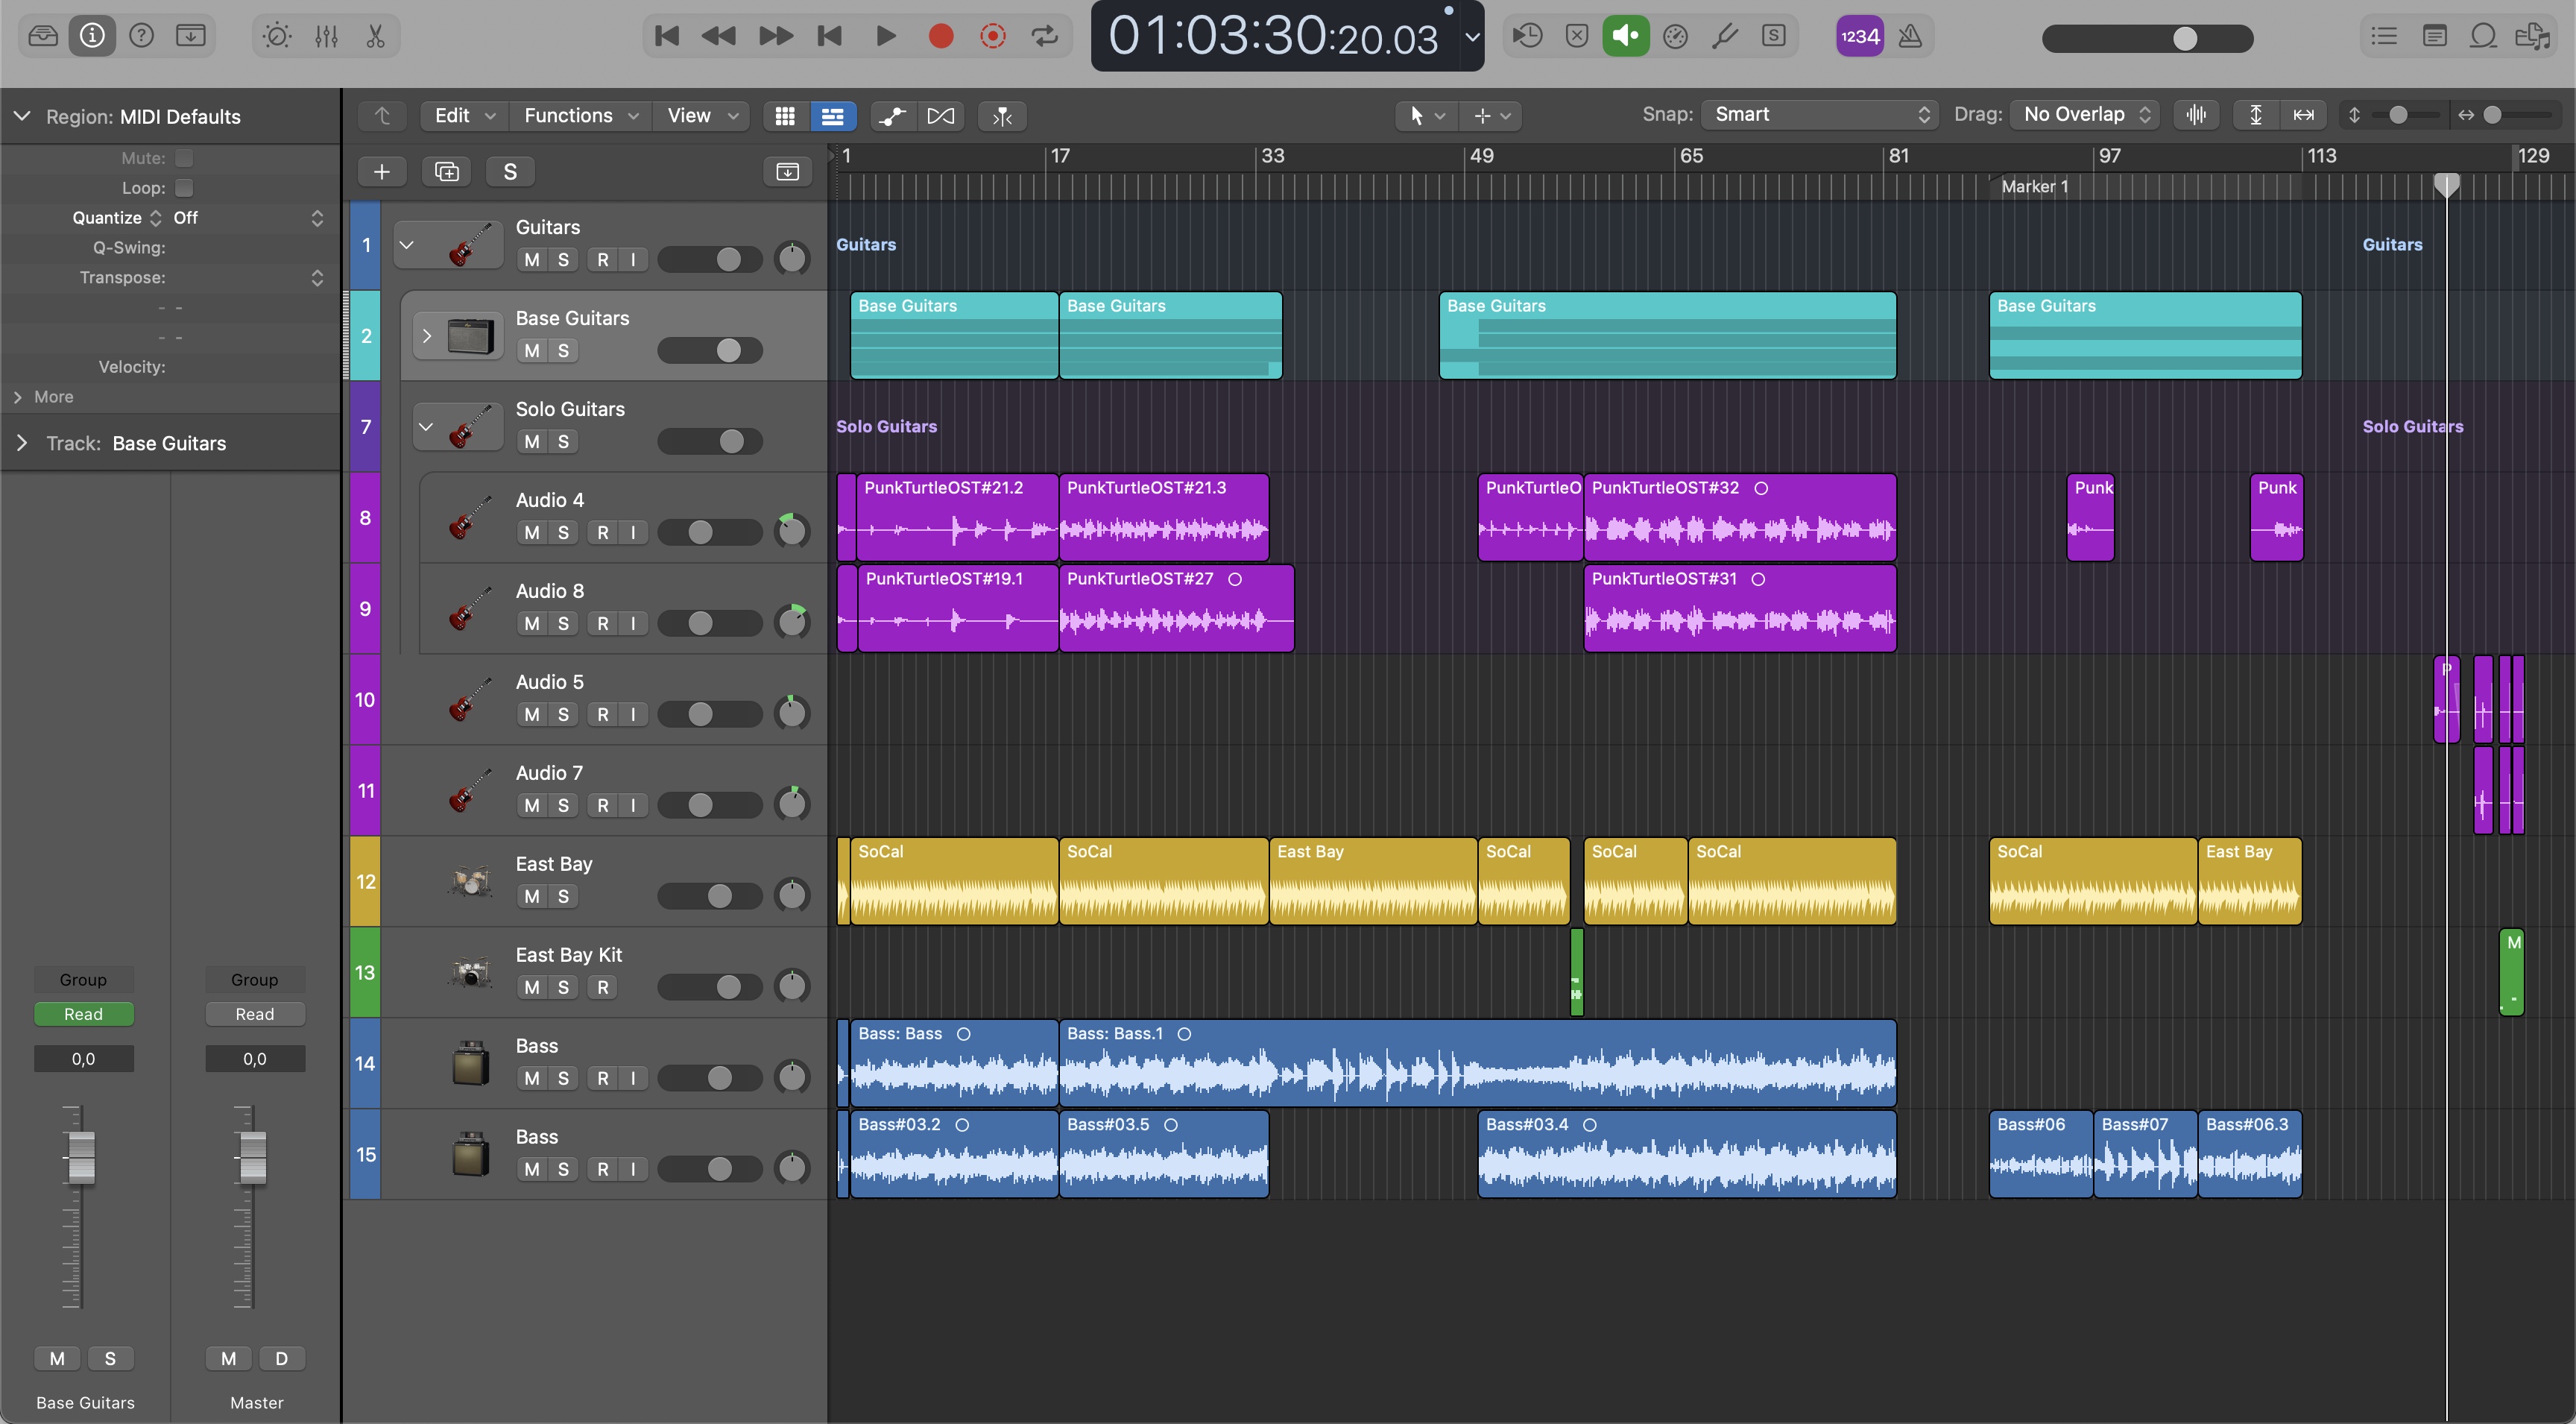 01:03:30:20.03
S
1234
Region: MIDI Defaults
Edit
Functions
View
Snap: Smart
Drag: No Overlap
Mute:
Loop:
Quantize Off
Q-Swing:
Transpose:
- -
- -
Velocity:
More
Track: Base Guitars
S
1 17 33 49 65 81 97 113 129
Marker 1
1
Guitars
M S R I
Guitars
Guitars
2
Base Guitars
M S
Base Guitars
Base Guitars
Base Guitars
Base Guitars
7
Solo Guitars
M S
Solo Guitars
Solo Guitars
8
Audio 4
M S R I
PunkTurtleOST#21.2
PunkTurtleOST#21.3
PunkTurtleO
PunkTurtleOST#32
Punk
Punk
9
Audio 8
M S R I
PunkTurtleOST#19.1
PunkTurtleOST#27
PunkTurtleOST#31
10
Audio 5
M S R I
P
11
Audio 7
M S R I
12
East Bay
M S
SoCal
SoCal
East Bay
SoCal
SoCal
SoCal
SoCal
East Bay
13
East Bay Kit
M S R
M
14
Bass
M S R I
Bass: Bass
Bass: Bass.1
15
Bass
M S R I
Bass#03.2
Bass#03.5
Bass#03.4
Bass#06
Bass#07
Bass#06.3
Group
Group
Read
Read
0,0
0,0
M S
M D
Base Guitars
Master